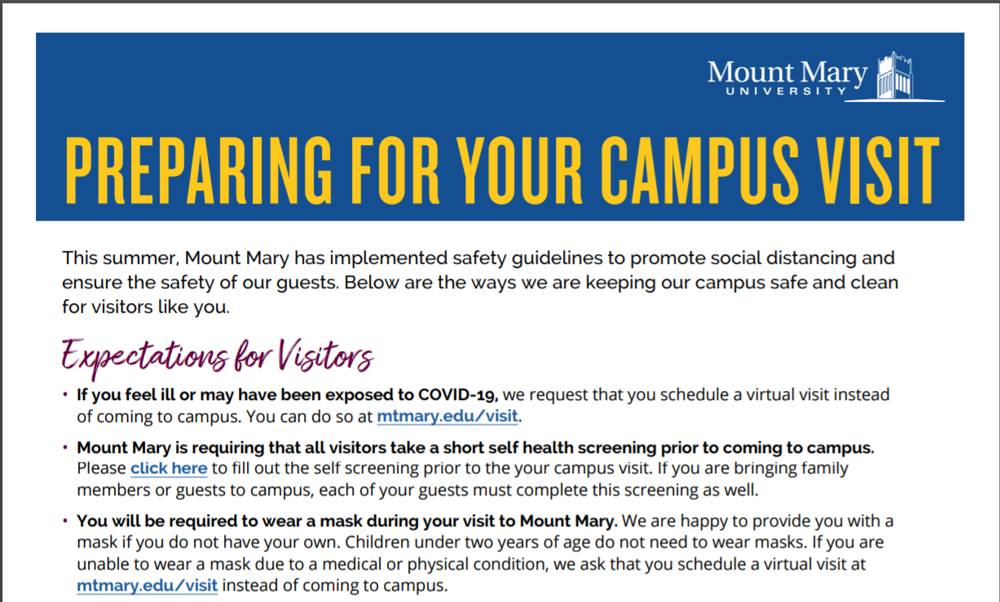 Mount Mary
UNIVERSITY
PREPARING FOR YOUR CAMPUS VISIT
This summer, Mount Mary has implemented safety guidelines to promote social distancing and
ensure the safety of our guests. Below are the ways we are keeping our campus safe and clean
for visitors like you.
Expectations for Visitors
• If you feel ill or may have been exposed to COVID-19, we request that you schedule a virtual visit instead
of coming to campus. You can do so at mtmary.edu/visit.
• Mount Mary is requiring that all visitors take a short self health screening prior to coming to campus.
Please click here to fill out the self screening prior to the your campus visit. If you are bringing family
members or guests to campus, each of your guests must complete this screening as well.
• You will be required to wear a mask during your visit to Mount Mary. We are happy to provide you with a
mask if you do not have your own. Children under two years of age do not need to wear masks. If you are
unable to wear a mask due to a medical or physical condition, we ask that you schedule a virtual visit at
mtmary.edu/visit instead of coming to campus.